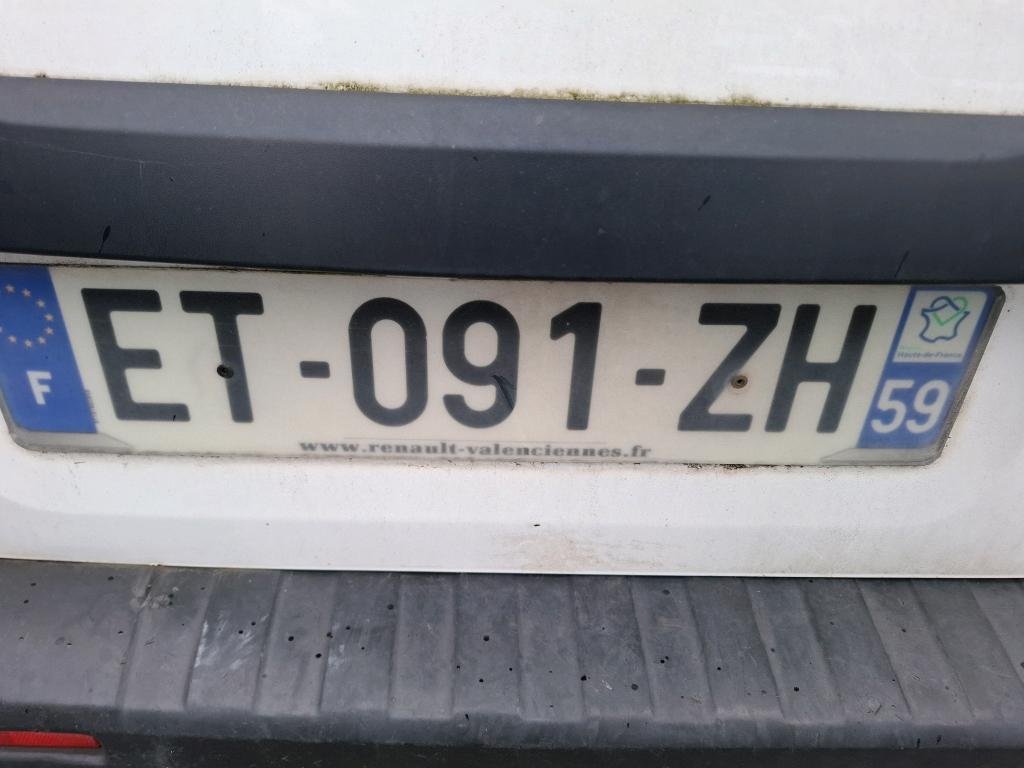 F
ET-091-ZH
Hauts-de-France
59
www.renault-valenciennes.fr